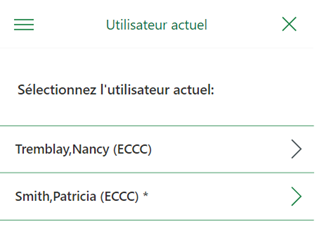 Utilisateur actuel
Sélectionnez l'utilisateur actuel:
Tremblay,Nancy (ECCC)
Smith,Patricia (ECCC) *